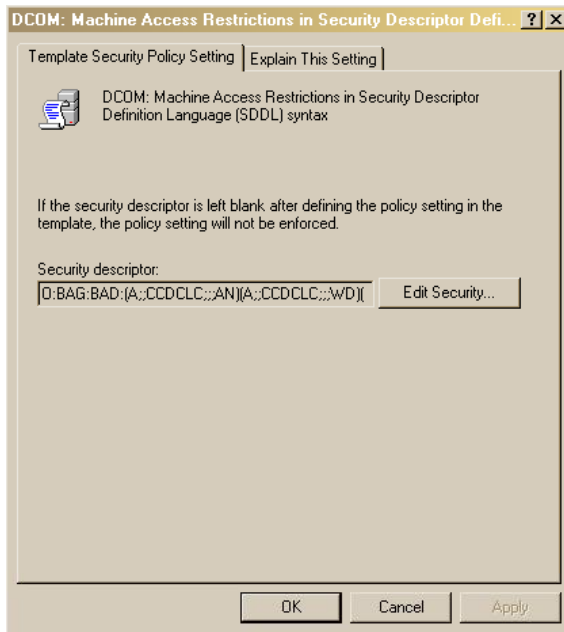 DCOM: Machine Access Restrictions in Security Descriptor Defi...
Template Security Policy Setting
Explain This Setting
DCOM: Machine Access Restrictions in Security Descriptor
Definition Language (SDDL) syntax
If the security descriptor is left blank after defining the policy setting in the
template, the policy setting will not be enforced.
Security descriptor:
O:BAG:BAD:(A;;CCDCLC;;;AN)(A;;CCDCLC;;;WD)(
Edit Security...
OK
Cancel
Apply